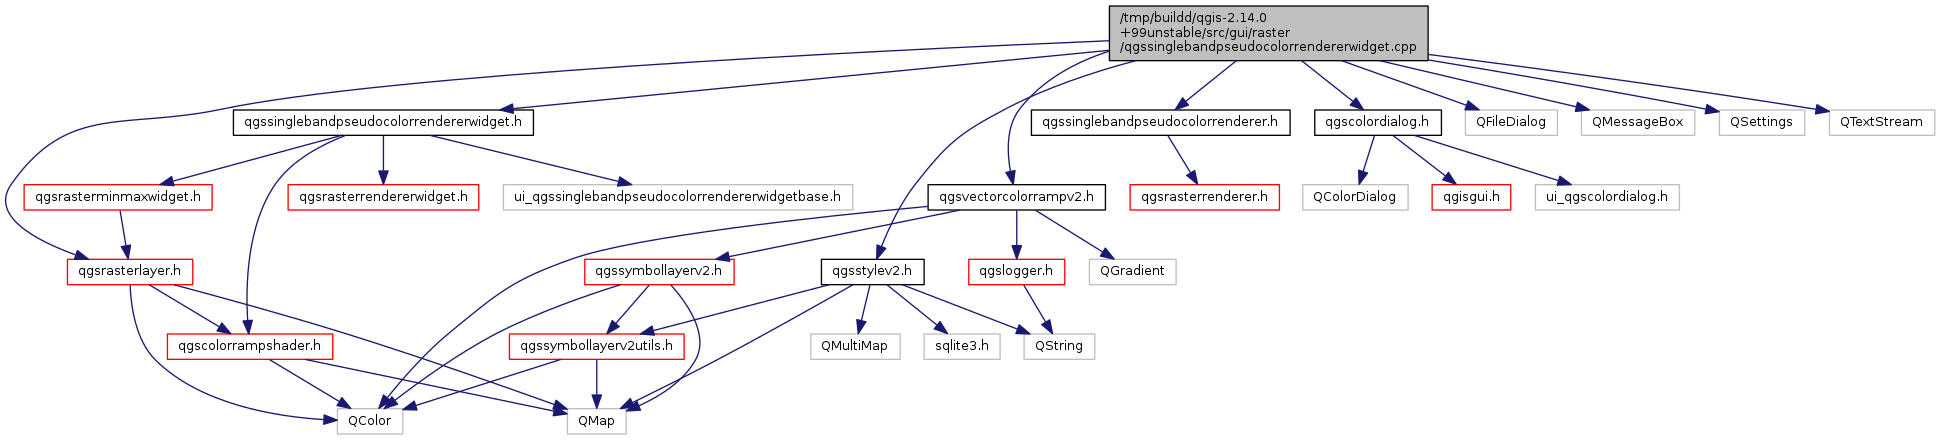 /tmp/buildd/qgis-2.14.0
+99unstable/src/gui/raster
/qgssinglebandpseudocolorrendererwidget.cpp
qgssinglebandpseudocolorrendererwidget.h
qgssinglebandpseudocolorrenderer.h
qgscolordialog.h
QFileDialog
QMessageBox
QSettings
QTextStream
qgsrasterminmaxwidget.h
qgsrasterrendererwidget.h
ui_qgssinglebandpseudocolorrendererwidgetbase.h
qgsvectorcolorrampv2.h
qgsrasterrenderer.h
QColorDialog
qgisgui.h
ui_qgscolordialog.h
qgsrasterlayer.h
qgssymbollayerv2.h
qgsstylev2.h
qgslogger.h
QGradient
qgscolorrampshader.h
qgssymbollayerv2utils.h
QMultiMap
sqlite3.h
QString
QColor
QMap